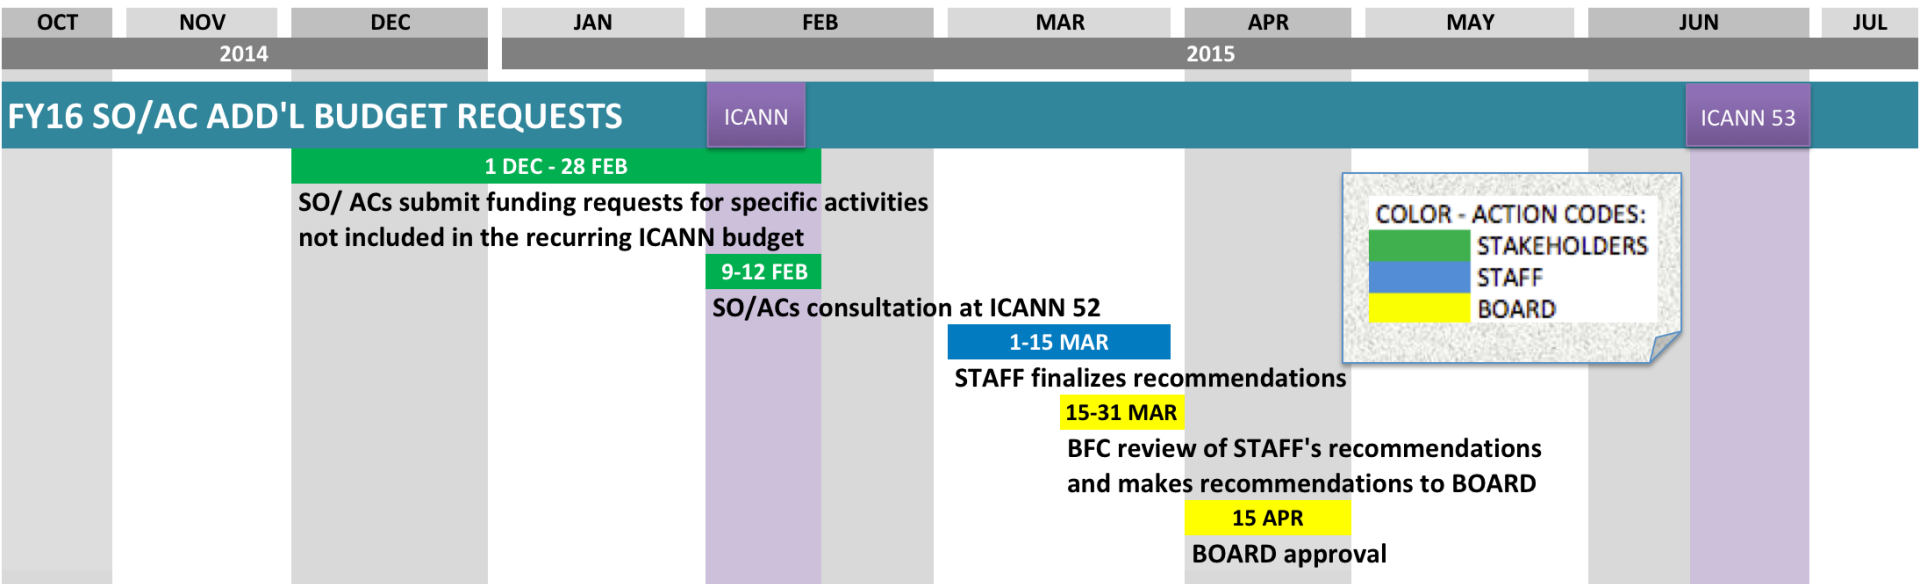 OCT NOV DEC JAN FEB MAR APR MAY JUN JUL
2014 2015
FY16 SO/AC ADD'L BUDGET REQUESTS ICANN ICANN 53
1 DEC - 28 FEB
SO/ ACs submit funding requests for specific activities
not included in the recurring ICANN budget
9-12 FEB
SO/ACs consultation at ICANN 52
1-15 MAR
STAFF finalizes recommendations
15-31 MAR
BFC review of STAFF's recommendations
and makes recommendations to BOARD
15 APR
BOARD approval
COLOR - ACTION CODES:
STAKEHOLDERS
STAFF
BOARD